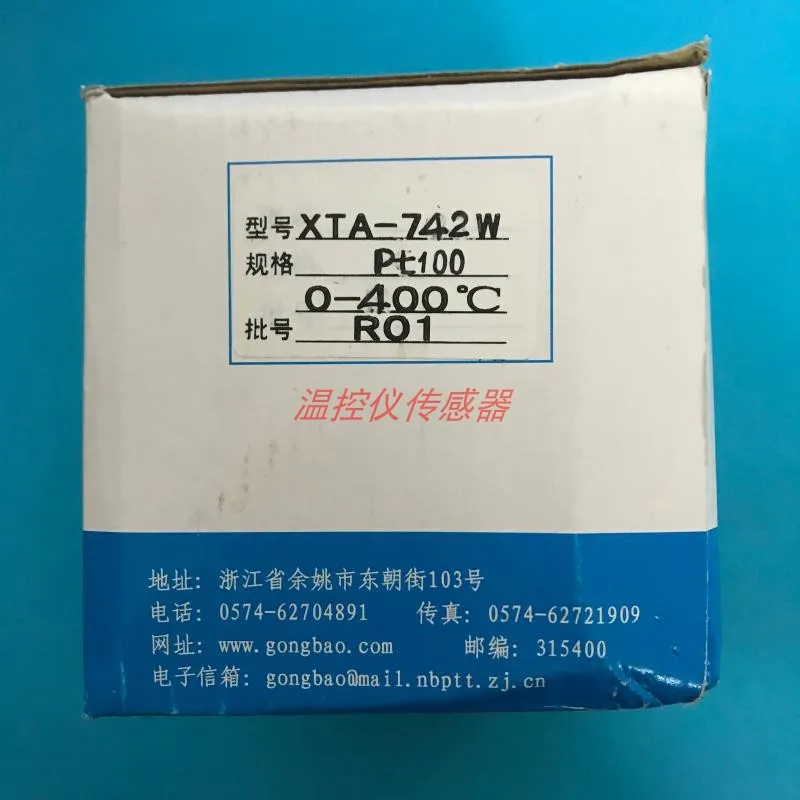 型号 XTA-742W
规格 Pt100
0-400℃
批号 R01
温控仪传感器
地址: 浙江省余姚市东朝街103号
电话: 0574-62704891 传真: 0574-62721909
网址: www.gongbao.com 邮编: 315400
电子信箱: gongbao@mail.nbptt.zj.cn